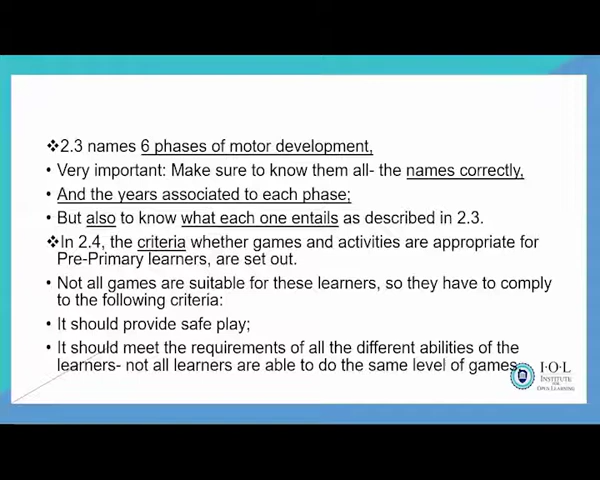 ❖2.3 names 6 phases of motor development,
• Very important: Make sure to know them all- the names correctly,
• And the years associated to each phase;
• But also to know what each one entails as described in 2.3.
❖In 2.4, the criteria whether games and activities are appropriate for
Pre-Primary learners, are set out.
• Not all games are suitable for these learners, so they have to comply
to the following criteria:
• It should provide safe play;
• It should meet the requirements of all the different abilities of the
learners- not all learners are able to do the same level of games
I·O·L
INSTITUTE
FOR
OPEN LEARNING